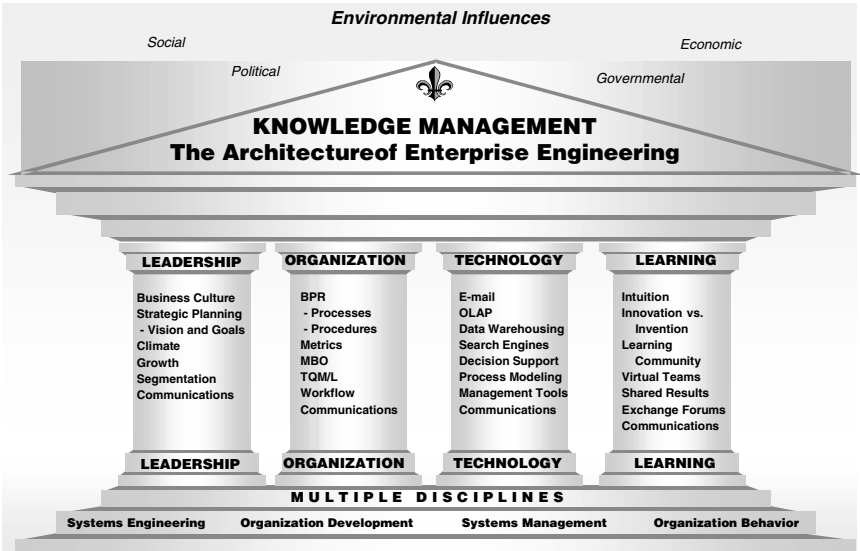 Environmental Influences
Social
Economic
Political
Governmental
KNOWLEDGE MANAGEMENT
The Architectureof Enterprise Engineering
LEADERSHIP
Business Culture
Strategic Planning
- Vision and Goals
Climate
Growth
Segmentation
Communications
LEADERSHIP
ORGANIZATION
BPR
- Processes
- Procedures
Metrics
MBO
TQM/L
Workflow
Communications
ORGANIZATION
TECHNOLOGY
E-mail
OLAP
Data Warehousing
Search Engines
Decision Support
Process Modeling
Management Tools
Communications
TECHNOLOGY
LEARNING
Intuition
Innovation vs.
Invention
Learning
Community
Virtual Teams
Shared Results
Exchange Forums
Communications
LEARNING
MULTIPLE DISCIPLINES
Systems Engineering Organization Development Systems Management Organization Behavior